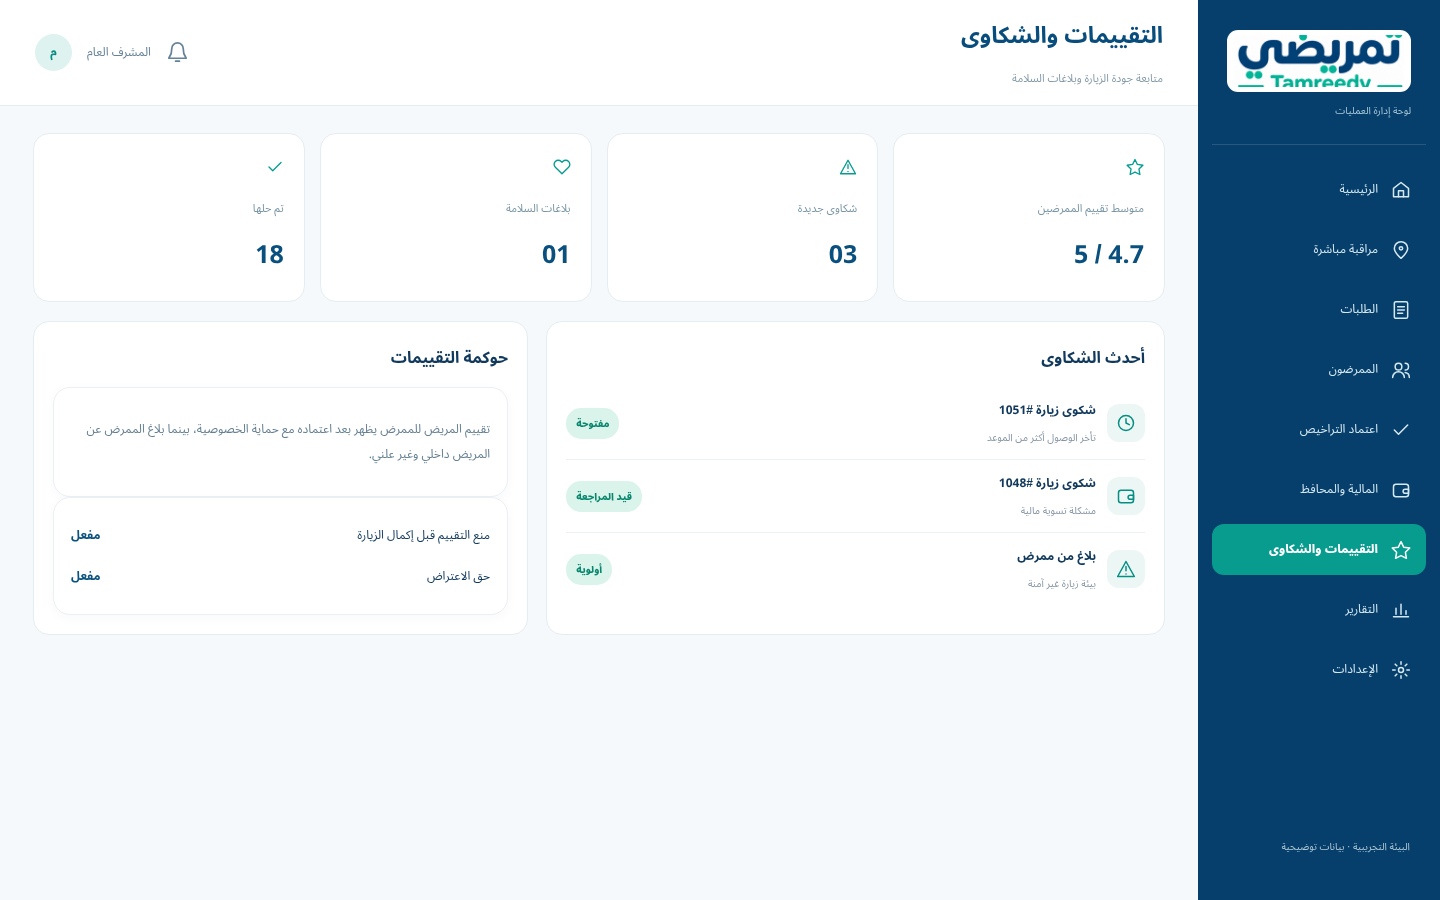 تمريضي
Tamreedy
لوحة إدارة العمليات
الرئيسية
مراقبة مباشرة
الطلبات
الممرضون
اعتماد التراخيص
المالية والمحافظ
التقييمات والشكاوى
التقارير
الإعدادات
البيئة التجريبية · بيانات توضيحية
التقييمات والشكاوى
متابعة جودة الزيارة وبلاغات السلامة
المشرف العام
م
متوسط تقييم الممرضين
4.7 / 5
شكاوى جديدة
03
بلاغات السلامة
01
تم حلها
18
أحدث الشكاوى
شكوى زيارة #1051
تأخر الوصول أكثر من الموعد
مفتوحة
شكوى زيارة #1048
مشكلة تسوية مالية
قيد المراجعة
بلاغ من ممرض
بيئة زيارة غير آمنة
أولوية
حوكمة التقييمات
تقييم المريض للممرض يظهر بعد اعتماده مع حماية الخصوصية، بينما بلاغ الممرض عن
المريض داخلي وغير علني.
منع التقييم قبل إكمال الزيارة
مفعل
حق الاعتراض
مفعل